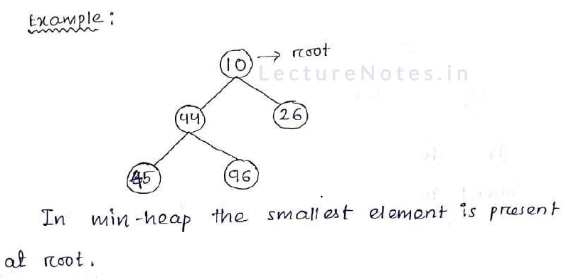 Example :
10 → root
LectureNotes.in
44 26
45 96
In min-heap the smallest element is present
at root.